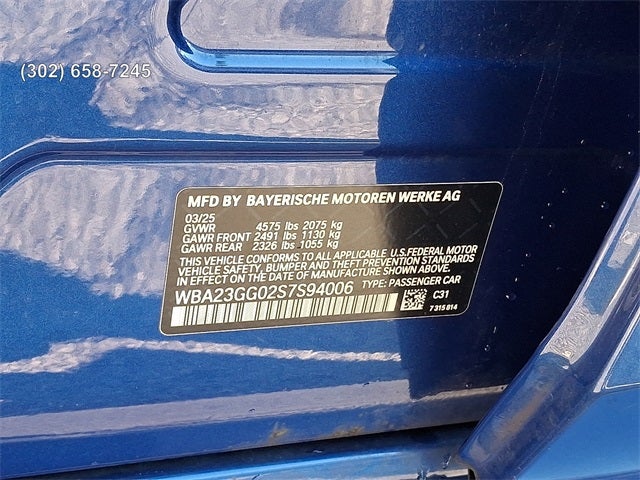 (302) 658-7245
MFD BY BAYERISCHE MOTOREN WERKE AG
03/25
GVWR 4575 lbs 2075 kg
GAWR FRONT 2491 lbs 1130 kg
GAWR REAR 2326 lbs 1055 kg
THIS VEHICLE CONFORMS TO ALL APPLICABLE U.S.FEDERAL MOTOR
VEHICLE SAFETY, BUMPER AND THEFT PREVENTION STANDARDS
IN EFFECT ON THE DATE OF MANUFACTURE SHOWN ABOVE.
WBA23GG02S7S94006 TYPE: PASSENGER CAR
C31
7 315 814